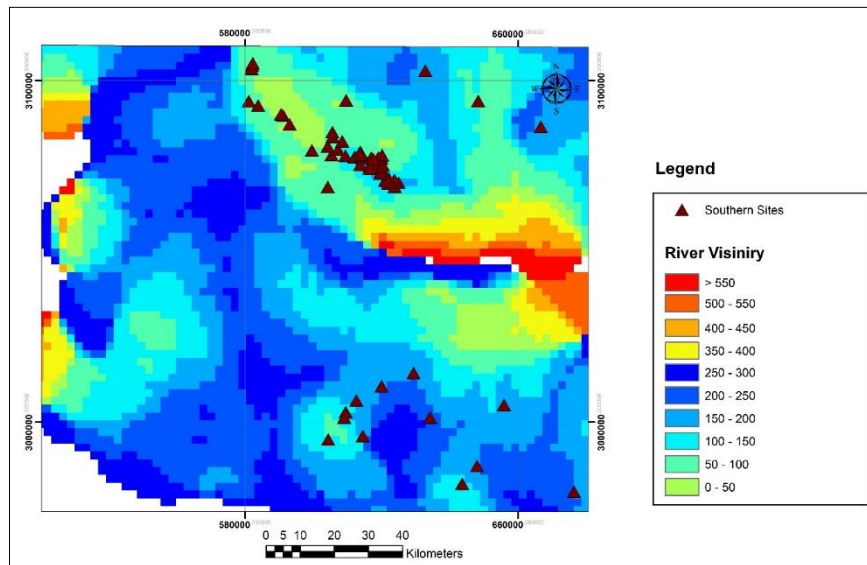 580000 660000
N
W E
S
3100000 3100000
3000000 3000000
580000 660000
0 5 10 20 30 40
Kilometers
Legend
Southern Sites
River Visiniry
> 550
500 - 550
400 - 450
350 - 400
250 - 300
200 - 250
150 - 200
100 - 150
50 - 100
0 - 50